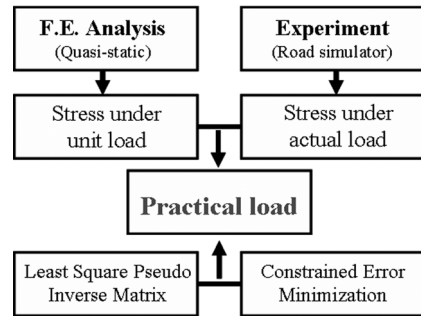 F.E. Analysis
(Quasi-static)
Experiment
(Road simulator)
Stress under
unit load
Stress under
actual load
Practical load
Least Square Pseudo
Inverse Matrix
Constrained Error
Minimization